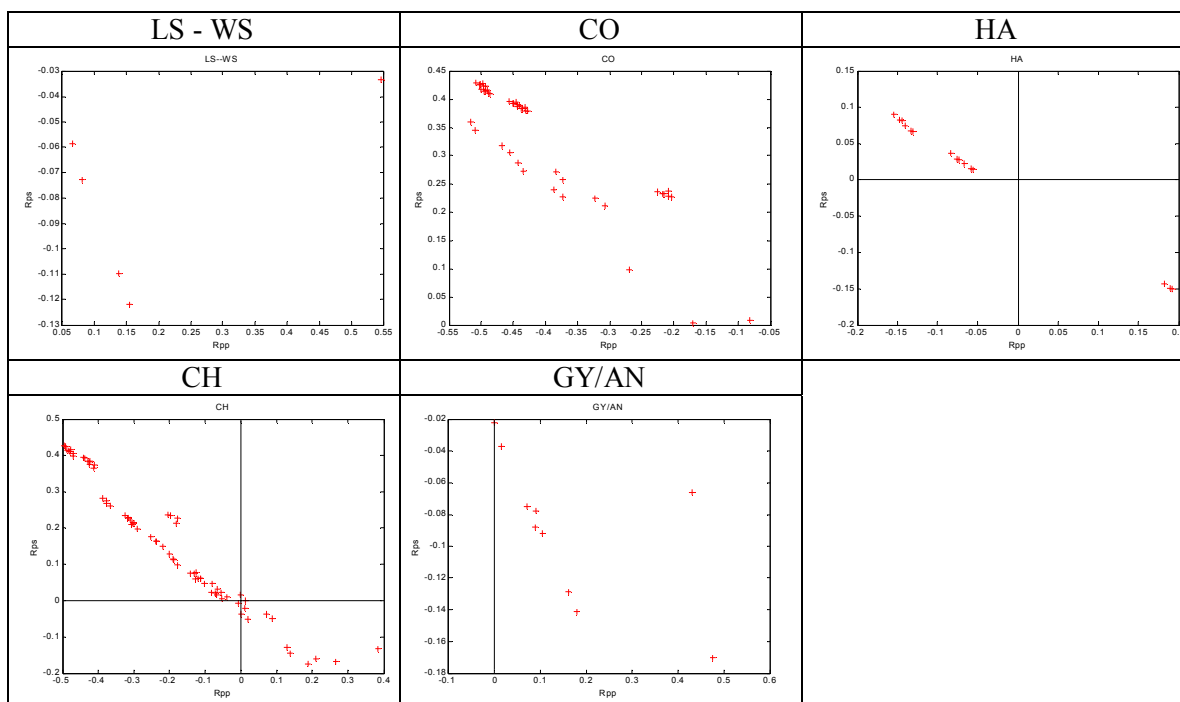 LS - WS
CO
HA
LS--WS
CO
HA
-0.03
-0.04
-0.05
-0.06
-0.07
-0.08
-0.09
-0.1
-0.11
-0.12
-0.13
Rps
0.05 0.1 0.15 0.2 0.25 0.3 0.35 0.4 0.45 0.5 0.55
Rpp
0.45
0.4
0.35
0.3
0.25
0.2
0.15
0.1
0.05
0
Rps
-0.55 -0.5 -0.45 -0.4 -0.35 -0.3 -0.25 -0.2 -0.15 -0.1 -0.05
Rpp
0.15
0.1
0.05
0
-0.05
-0.1
-0.15
-0.2
Rps
-0.2 -0.15 -0.1 -0.05 0 0.05 0.1 0.15 0.2
Rpp
CH
GY/AN
CH
GY/AN
0.5
0.4
0.3
0.2
0.1
0
-0.1
-0.2
Rps
-0.5 -0.4 -0.3 -0.2 -0.1 0 0.1 0.2 0.3 0.4
Rpp
-0.02
-0.04
-0.06
-0.08
-0.1
-0.12
-0.14
-0.16
-0.18
Rps
-0.1 0 0.1 0.2 0.3 0.4 0.5 0.6
Rpp